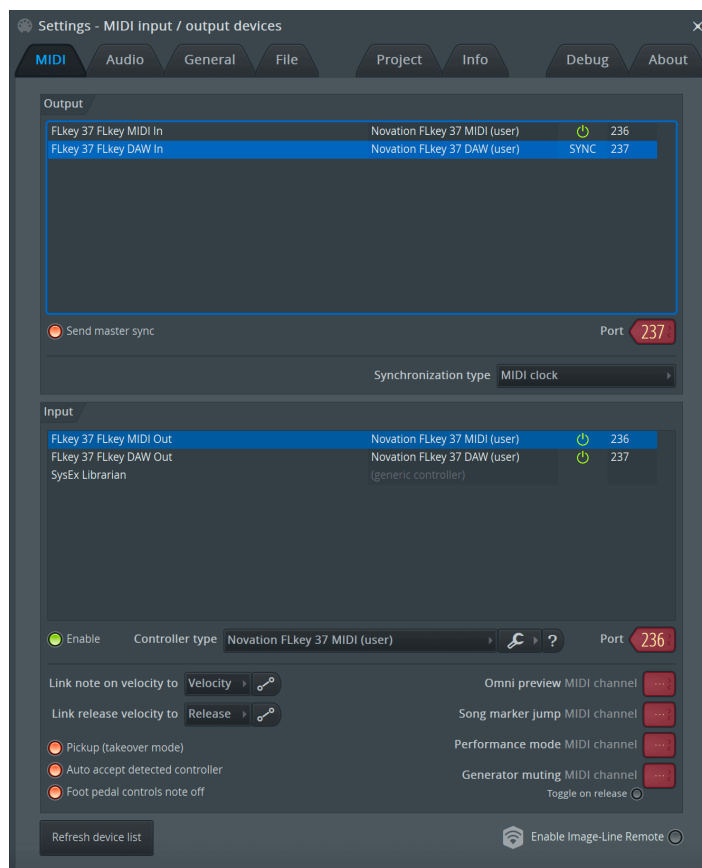 Settings - MIDI input / output devices
MIDI Audio General File Project Info Debug About
Output
FLkey 37 FLkey MIDI In Novation FLkey 37 MIDI (user) 236
FLkey 37 FLkey DAW In Novation FLkey 37 DAW (user) SYNC 237
Send master sync Port 237
Synchronization type MIDI clock
Input
FLkey 37 FLkey MIDI Out Novation FLkey 37 MIDI (user) 236
FLkey 37 FLkey DAW Out Novation FLkey 37 DAW (user) 237
SysEx Librarian (generic controller)
Enable Controller type Novation FLkey 37 MIDI (user) ? Port 236
Link note on velocity to Velocity Omni preview MIDI channel ---
Link release velocity to Release Song marker jump MIDI channel ---
Pickup (takeover mode) Performance mode MIDI channel ---
Auto accept detected controller Generator muting MIDI channel ---
Foot pedal controls note off Toggle on release
Refresh device list Enable Image-Line Remote